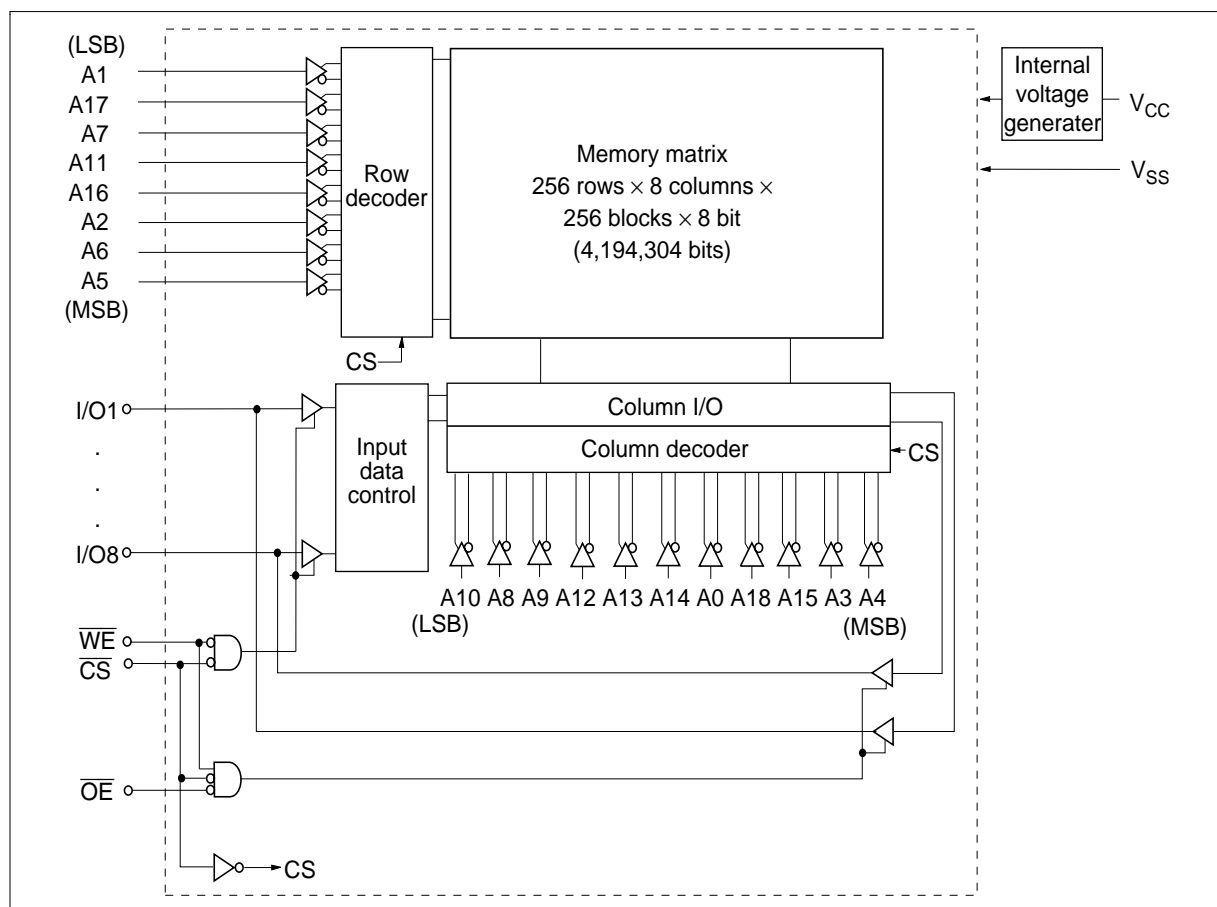 (LSB)
A1
A17
A7
A11
A16
A2
A6
A5
(MSB)
Row
decoder
Memory matrix
256 rows × 8 columns ×
256 blocks × 8 bit
(4,194,304 bits)
Internal
voltage
generater
VCC
VSS
CS
I/O1
.
.
.
I/O8
Input
data
control
Column I/O
Column decoder
CS
A10 A8 A9 A12 A13 A14 A0 A18 A15 A3 A4
(LSB) (MSB)
WE
CS
OE
CS